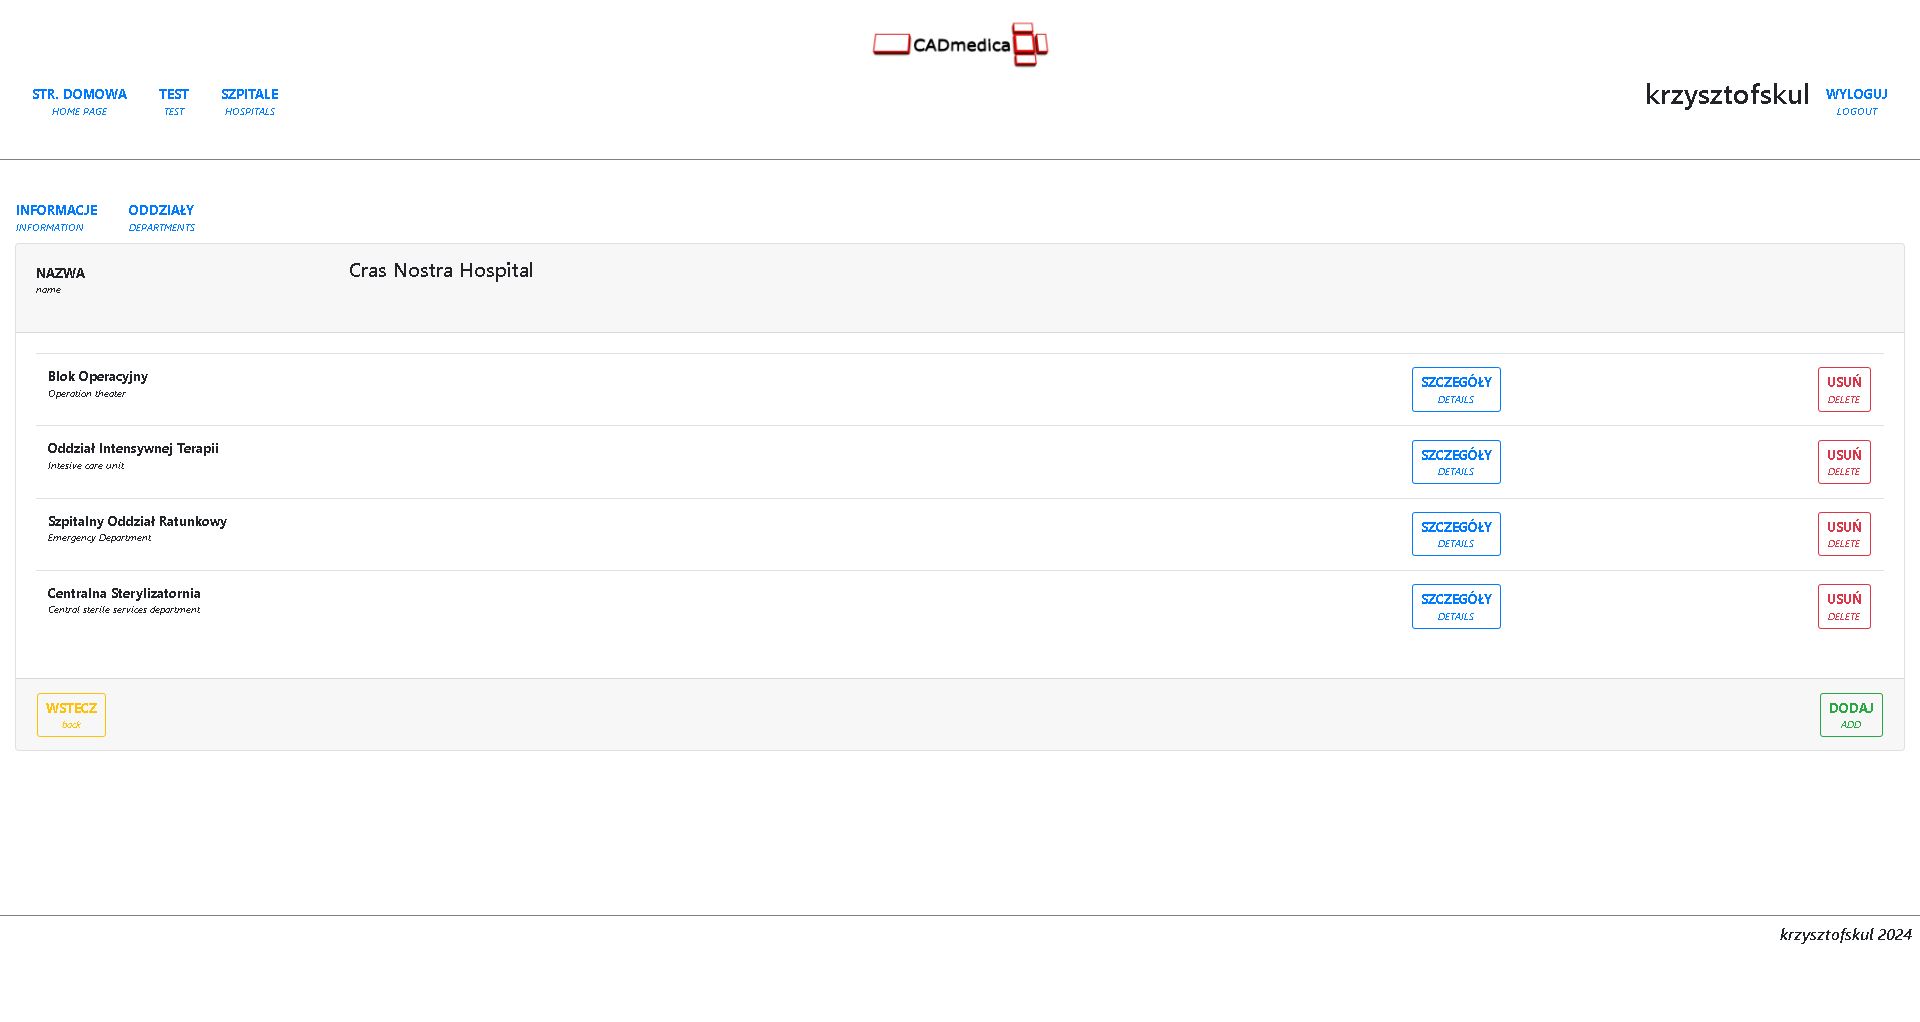 CADmedica
STR. DOMOWA TEST SZPITALE krzysztofskul WYLOGUJ
HOME PAGE TEST HOSPITALS LOGOUT
INFORMACJE ODDZIAŁY
INFORMATION DEPARTMENTS
NAZWA Cras Nostra Hospital
name
Blok Operacyjny SZCZEGÓŁY USUŃ
Operation theater DETAILS DELETE
Oddział Intensywnej Terapii SZCZEGÓŁY USUŃ
Intesive care unit DETAILS DELETE
Szpitalny Oddział Ratunkowy SZCZEGÓŁY USUŃ
Emergency Department DETAILS DELETE
Centralna Sterylizatornia SZCZEGÓŁY USUŃ
Central sterile services department DETAILS DELETE
WSTECZ DODAJ
back ADD
krzysztofskul 2024